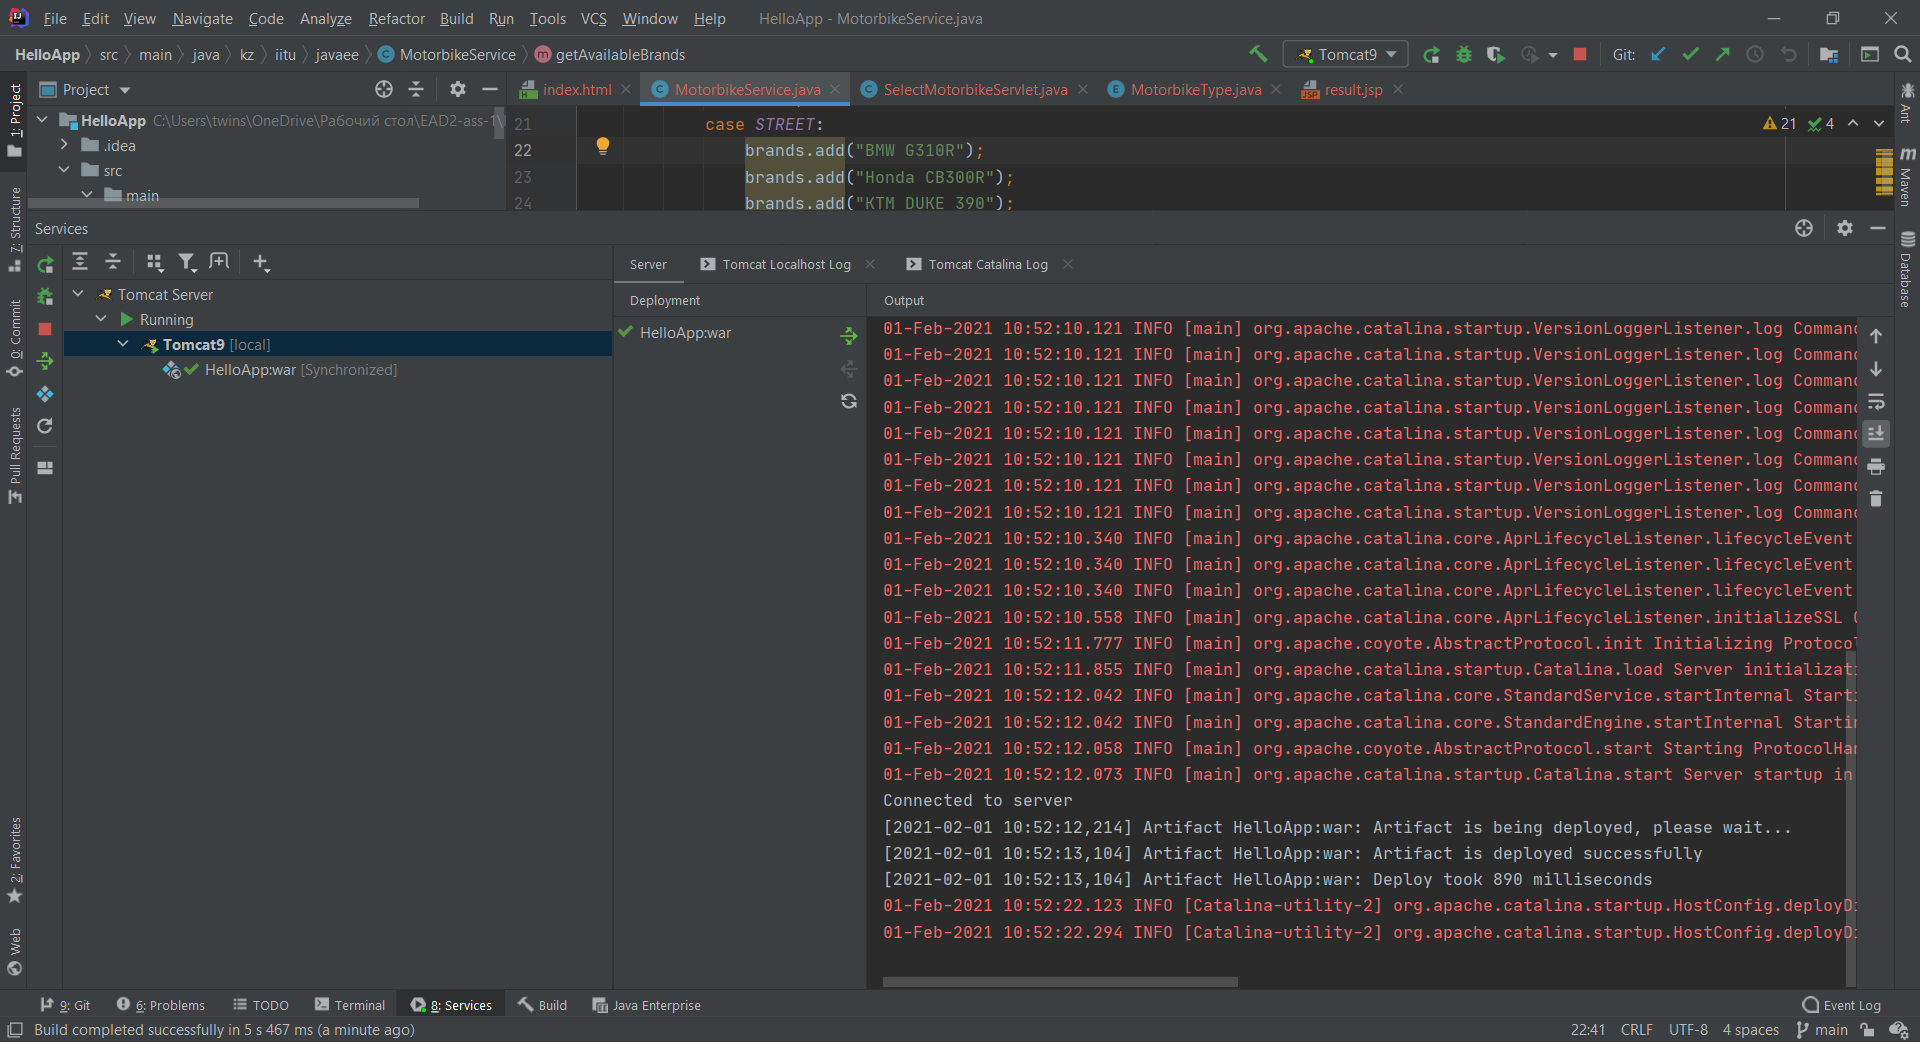 File Edit View Navigate Code Analyze Refactor Build Run Tools VCS Window Help HelloApp - MotorbikeService.java
HelloApp src main java kz iitu javaee MotorbikeService getAvailableBrands Tomcat9 Git:
Project index.html MotorbikeService.java SelectMotorbikeServlet.java MotorbikeType.java result.jsp
HelloApp C:\Users\twins\OneDrive\Рабочий стол\EAD2-ass-1\
.idea
src
main
21 case STREET:
22 brands.add("BMW G310R");
23 brands.add("Honda CB300R");
24 brands.add("KTM DUKE 390");
21 4
1: Project
7: Structure
0: Commit
Pull Requests
2: Favorites
Web
Ant
Maven
Database
Services
Tomcat Server
Running
Tomcat9 [local]
HelloApp:war [Synchronized]
Server Tomcat Localhost Log Tomcat Catalina Log
Deployment Output
HelloApp:war
01-Feb-2021 10:52:10.121 INFO [main] org.apache.catalina.startup.VersionLoggerListener.log Comman
01-Feb-2021 10:52:10.121 INFO [main] org.apache.catalina.startup.VersionLoggerListener.log Comman
01-Feb-2021 10:52:10.121 INFO [main] org.apache.catalina.startup.VersionLoggerListener.log Comman
01-Feb-2021 10:52:10.121 INFO [main] org.apache.catalina.startup.VersionLoggerListener.log Comman
01-Feb-2021 10:52:10.121 INFO [main] org.apache.catalina.startup.VersionLoggerListener.log Comman
01-Feb-2021 10:52:10.121 INFO [main] org.apache.catalina.startup.VersionLoggerListener.log Comman
01-Feb-2021 10:52:10.121 INFO [main] org.apache.catalina.startup.VersionLoggerListener.log Comman
01-Feb-2021 10:52:10.121 INFO [main] org.apache.catalina.startup.VersionLoggerListener.log Comman
01-Feb-2021 10:52:10.340 INFO [main] org.apache.catalina.core.AprLifecycleListener.lifecycleEvent
01-Feb-2021 10:52:10.340 INFO [main] org.apache.catalina.core.AprLifecycleListener.lifecycleEvent
01-Feb-2021 10:52:10.340 INFO [main] org.apache.catalina.core.AprLifecycleListener.lifecycleEvent
01-Feb-2021 10:52:10.558 INFO [main] org.apache.catalina.core.AprLifecycleListener.initializeSSL
01-Feb-2021 10:52:11.777 INFO [main] org.apache.coyote.AbstractProtocol.init Initializing Protocol
01-Feb-2021 10:52:11.855 INFO [main] org.apache.catalina.startup.Catalina.load Server initializat
01-Feb-2021 10:52:12.042 INFO [main] org.apache.catalina.core.StandardService.startInternal Start
01-Feb-2021 10:52:12.042 INFO [main] org.apache.catalina.core.StandardEngine.startInternal Startin
01-Feb-2021 10:52:12.058 INFO [main] org.apache.coyote.AbstractProtocol.start Starting ProtocolHan
01-Feb-2021 10:52:12.073 INFO [main] org.apache.catalina.startup.Catalina.start Server startup in
Connected to server
[2021-02-01 10:52:12,214] Artifact HelloApp:war: Artifact is being deployed, please wait...
[2021-02-01 10:52:13,104] Artifact HelloApp:war: Artifact is deployed successfully
[2021-02-01 10:52:13,104] Artifact HelloApp:war: Deploy took 890 milliseconds
01-Feb-2021 10:52:22.123 INFO [Catalina-utility-2] org.apache.catalina.startup.HostConfig.deployD
01-Feb-2021 10:52:22.294 INFO [Catalina-utility-2] org.apache.catalina.startup.HostConfig.deployD
9: Git 6: Problems TODO Terminal 8: Services Build Java Enterprise Event Log
Build completed successfully in 5 s 467 ms (a minute ago) 22:41 CRLF UTF-8 4 spaces main